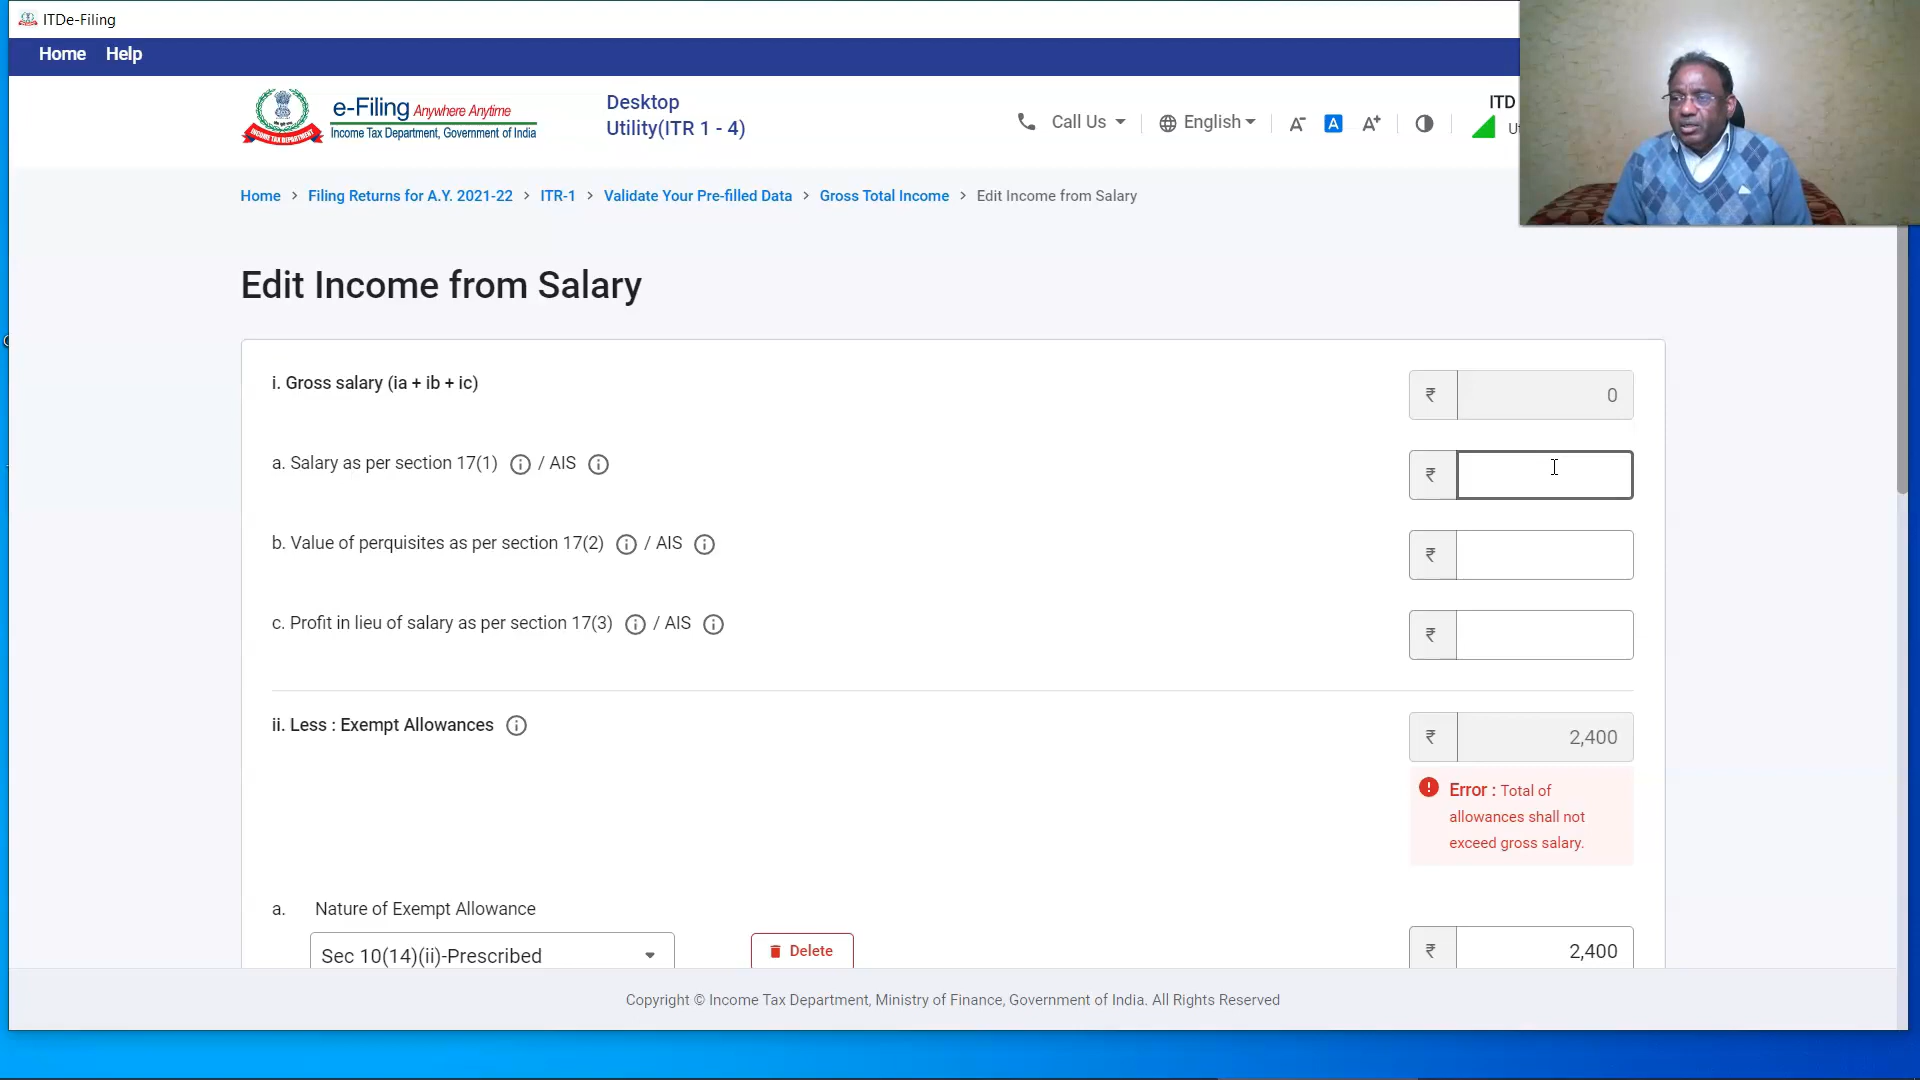 ITDe-Filing
Home Help
e-Filing Anywhere Anytime
Income Tax Department, Government of India
Desktop
Utility(ITR 1 - 4)
Call Us
English
A-
A
A+
ITD
Home > Filing Returns for A.Y. 2021-22 > ITR-1 > Validate Your Pre-filled Data > Gross Total Income > Edit Income from Salary
Edit Income from Salary
i. Gross salary (ia + ib + ic)
₹ 0
a. Salary as per section 17(1) / AIS
₹
b. Value of perquisites as per section 17(2) / AIS
₹
c. Profit in lieu of salary as per section 17(3) / AIS
₹
ii. Less : Exempt Allowances
₹ 2,400
Error : Total of
allowances shall not
exceed gross salary.
a. Nature of Exempt Allowance
Sec 10(14)(ii)-Prescribed
Delete
₹ 2,400
Copyright © Income Tax Department, Ministry of Finance, Government of India. All Rights Reserved